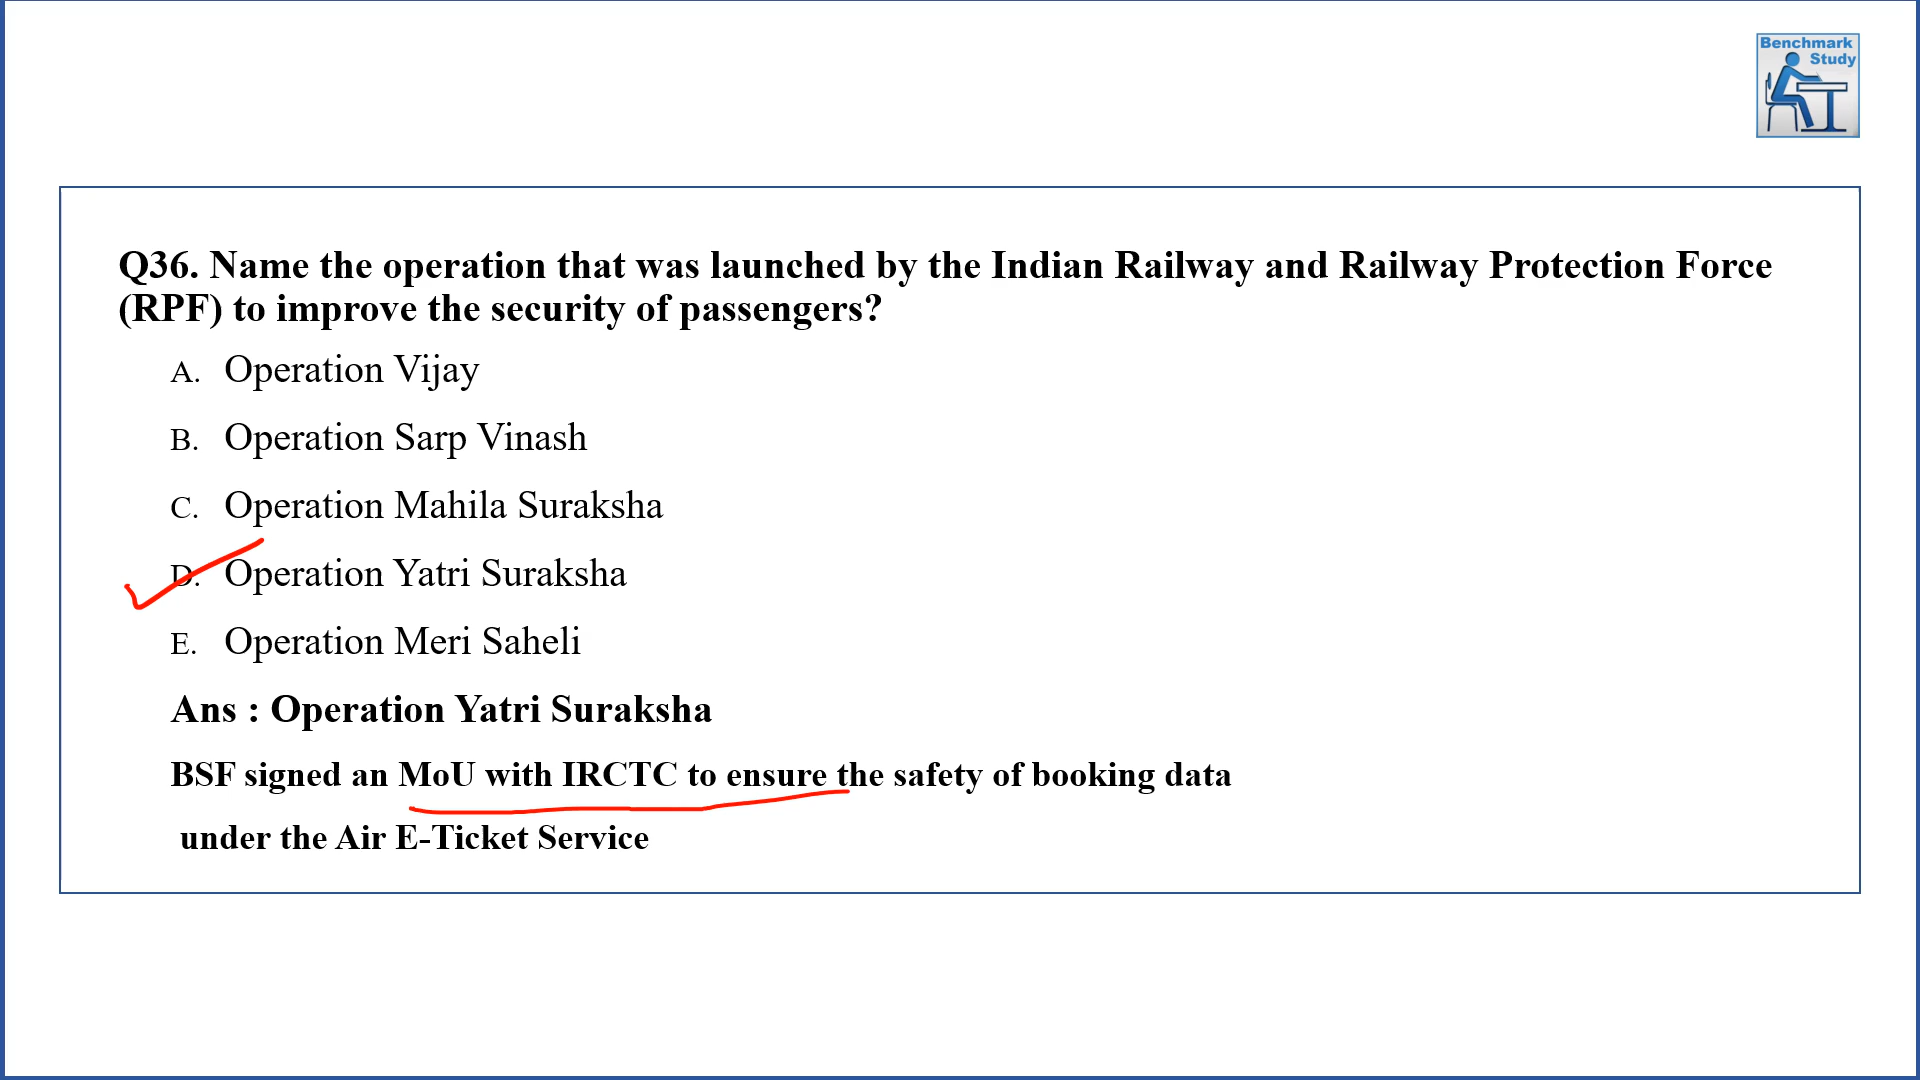 Benchmark
Study
Q36. Name the operation that was launched by the Indian Railway and Railway Protection Force
(RPF) to improve the security of passengers?
A. Operation Vijay
B. Operation Sarp Vinash
C. Operation Mahila Suraksha
D. Operation Yatri Suraksha
E. Operation Meri Saheli
Ans : Operation Yatri Suraksha
BSF signed an MoU with IRCTC to ensure the safety of booking data
under the Air E-Ticket Service